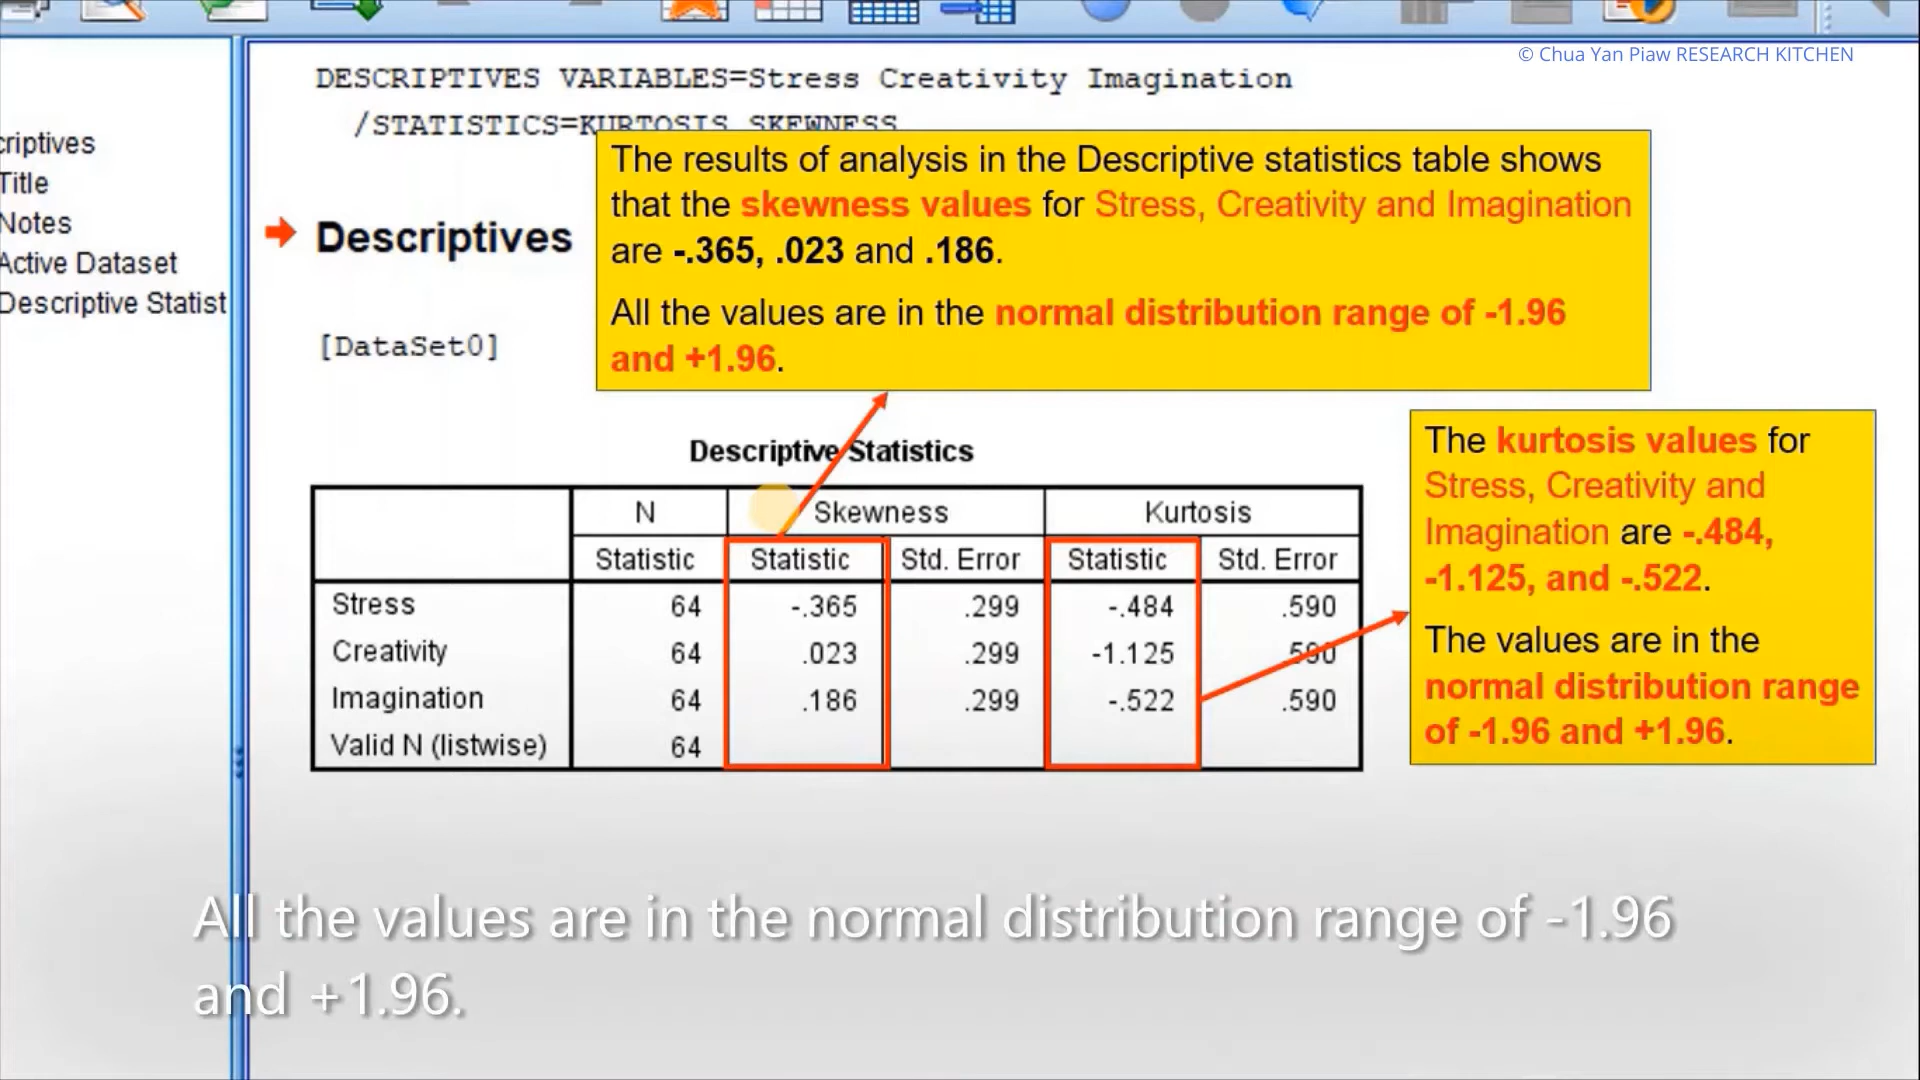 © Chua Yan Piaw RESEARCH KITCHEN
DESCRIPTIVES VARIABLES=Stress Creativity Imagination
/STATISTICS=KURTOSIS SKEWNESS
criptives
Title
Notes
Active Dataset
Descriptive Statist
Descriptives
[DataSet0]
The results of analysis in the Descriptive statistics table shows
that the skewness values for Stress, Creativity and Imagination
are -.365, .023 and .186.
All the values are in the normal distribution range of -1.96
and +1.96.
Descriptive Statistics
N Skewness Kurtosis
Statistic Statistic Std. Error Statistic Std. Error
Stress 64 -.365 .299 -.484 .590
Creativity 64 .023 .299 -1.125 .590
Imagination 64 .186 .299 -.522 .590
Valid N (listwise) 64
The kurtosis values for
Stress, Creativity and
Imagination are -.484,
-1.125, and -.522.
The values are in the
normal distribution range
of -1.96 and +1.96.
All the values are in the normal distribution range of -1.96
and +1.96.